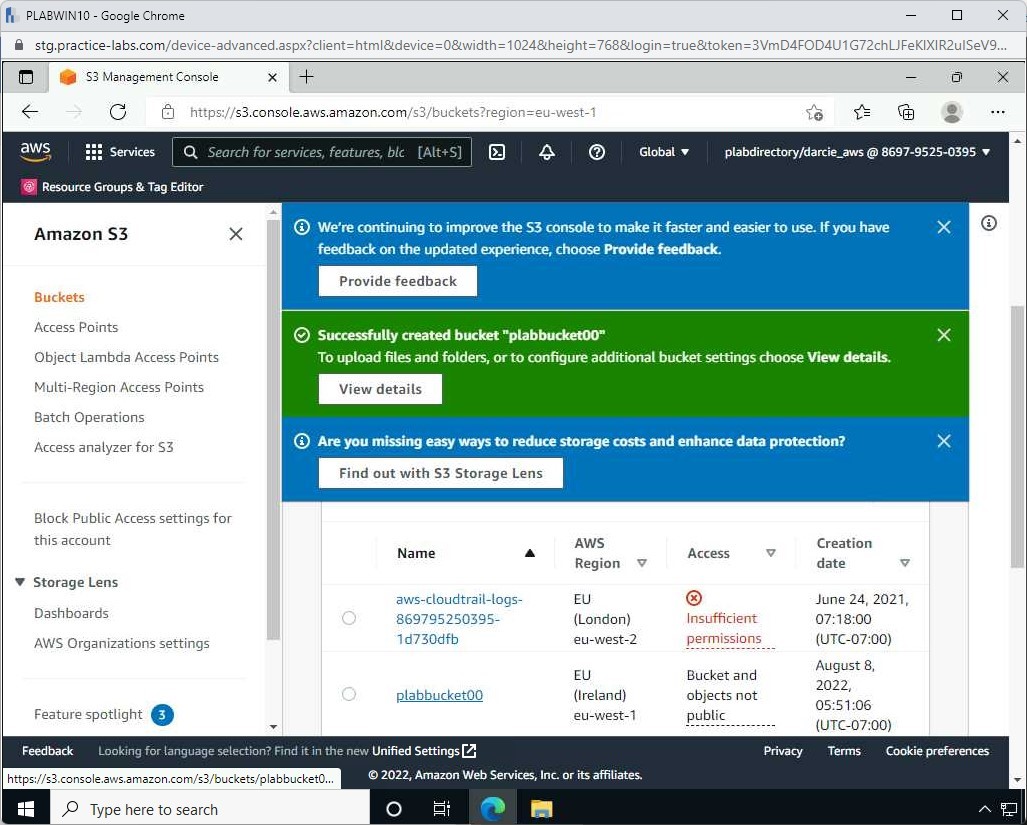 PLABWIN10 - Google Chrome
stg.practice-labs.com/device-advanced.aspx?client=html&device=0&width=1024&height=768&login=true&token=3VmD4FOD4U1G72chLJFeKIXIR2uISeV9...
S3 Management Console
https://s3.console.aws.amazon.com/s3/buckets?region=eu-west-1
aws
Services
Search for services, features, blc [Alt+S]
Global
plabdirectory/darcie_aws @ 8697-9525-0395
Resource Groups & Tag Editor
Amazon S3
Buckets
Access Points
Object Lambda Access Points
Multi-Region Access Points
Batch Operations
Access analyzer for S3
Block Public Access settings for
this account
Storage Lens
Dashboards
AWS Organizations settings
Feature spotlight 3
We're continuing to improve the S3 console to make it faster and easier to use. If you have
feedback on the updated experience, choose Provide feedback.
Provide feedback
Successfully created bucket "plabbucket00"
To upload files and folders, or to configure additional bucket settings choose View details.
View details
Are you missing easy ways to reduce storage costs and enhance data protection?
Find out with S3 Storage Lens
Name
AWS
Region
Access
Creation
date
aws-cloudtrail-logs-
869795250395-
1d730dfb
EU
(London)
eu-west-2
Insufficient
permissions
June 24, 2021,
07:18:00
(UTC-07:00)
plabbucket00
EU
(Ireland)
eu-west-1
Bucket and
objects not
public
August 8,
2022,
05:51:06
(UTC-07:00)
Feedback
Looking for language selection? Find it in the new Unified Settings
Privacy
Terms
Cookie preferences
https://s3.console.aws.amazon.com/s3/buckets/plabbucket0...
© 2022, Amazon Web Services, Inc. or its affiliates.
Type here to search